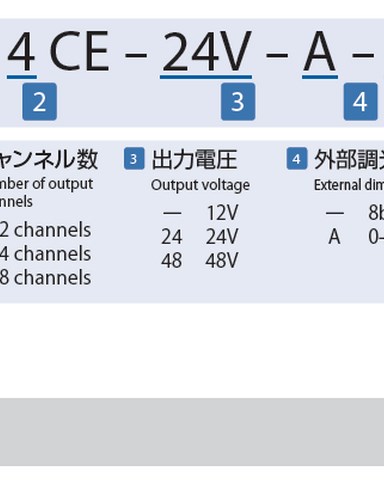 4 CE – 24V – A –
2 3 4
ャンネル数 3 出力電圧 4 外部調
mber of output Output voltage External dim
nnels
2 channels — 12V — 8b
4 channels 24 24V A 0-
8 channels 48 48V